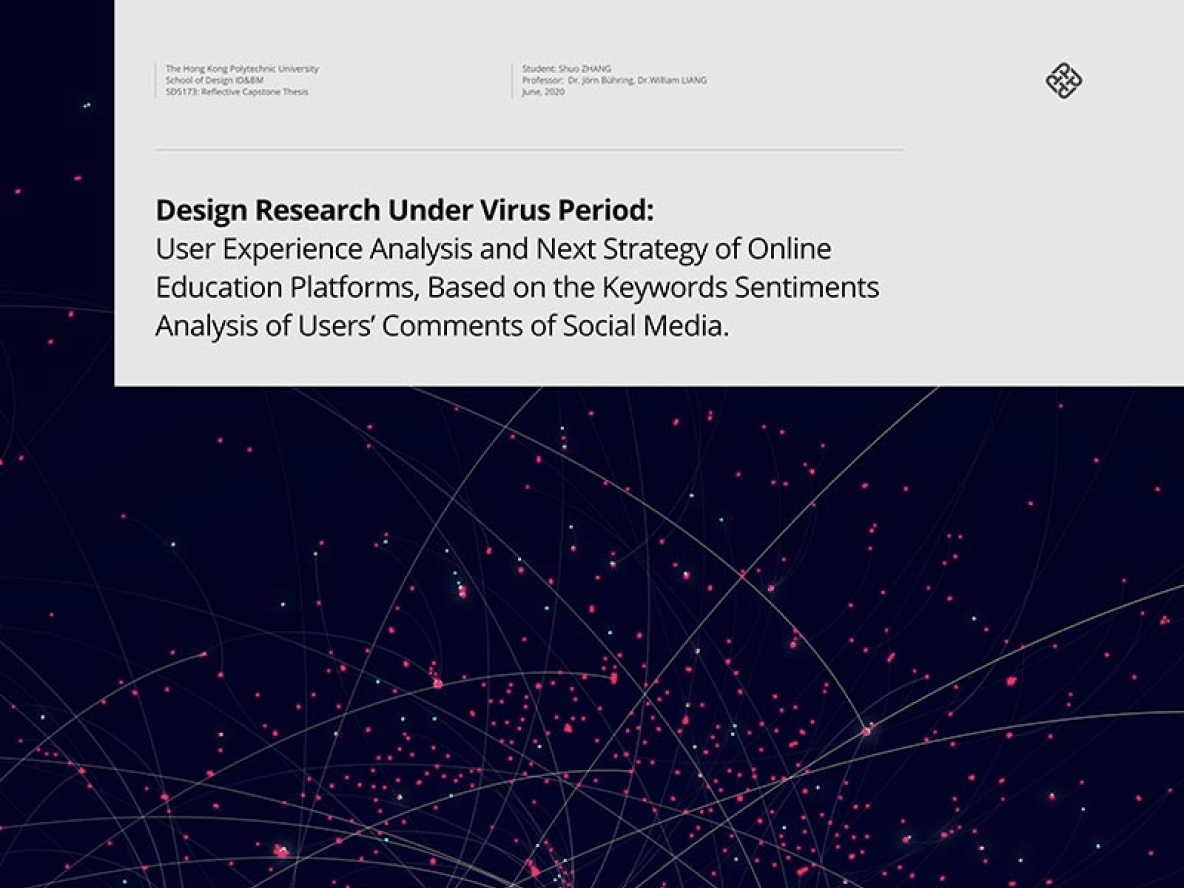 The Hong Kong Polytechnic University
School of Design ID&BM
SD5173: Reflective Capstone Thesis
Student: Shuo ZHANG
Professor: Dr. Jörn Bühring, Dr.William LIANG
June, 2020
Design Research Under Virus Period:
User Experience Analysis and Next Strategy of Online
Education Platforms, Based on the Keywords Sentiments
Analysis of Users’ Comments of Social Media.